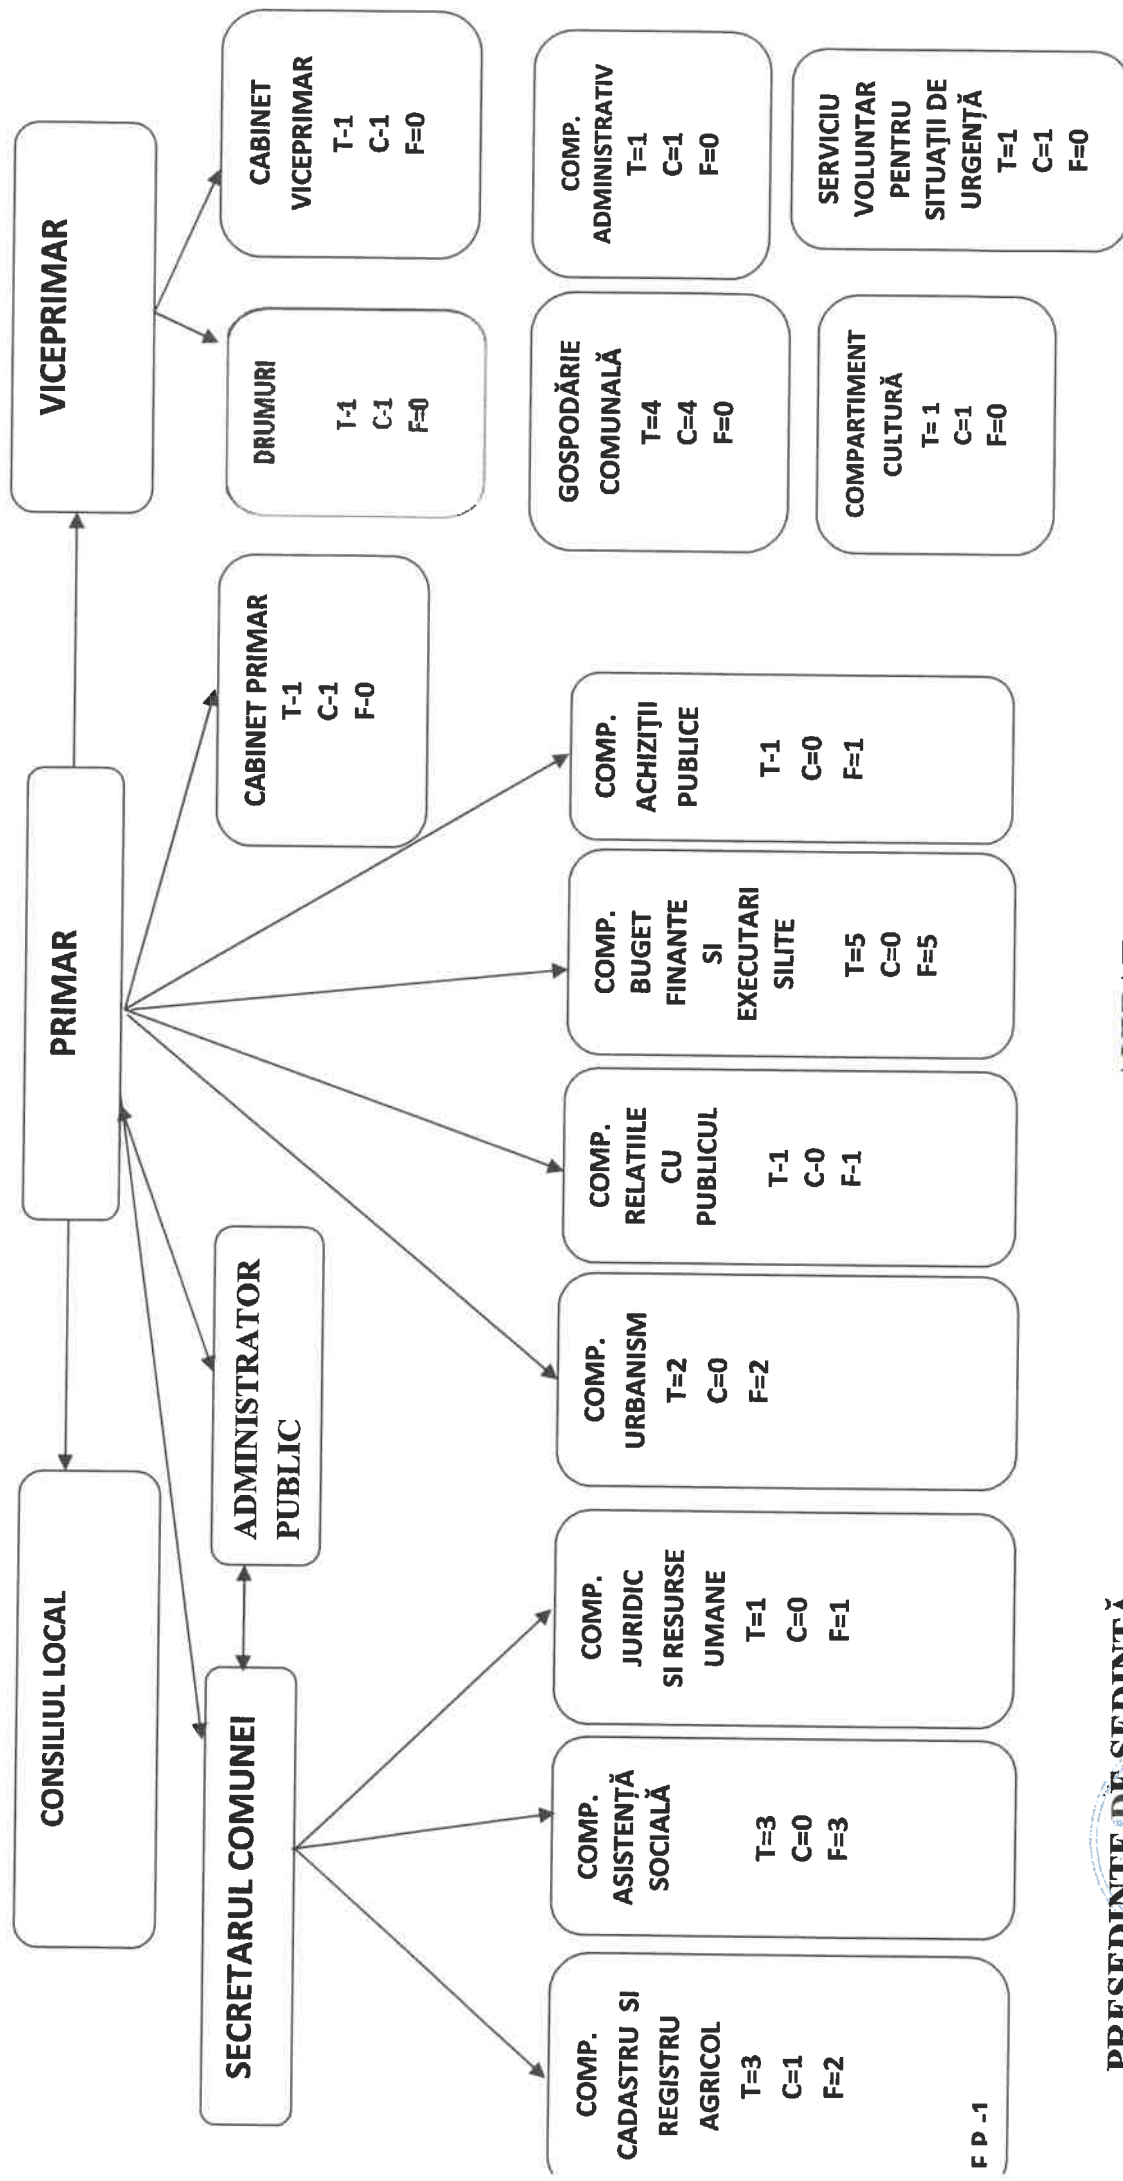 CONSILIUL LOCAL
PRIMAR
VICEPRIMAR
SECRETARUL COMUNEI
ADMINISTRATOR
PUBLIC
CABINET PRIMAR
T-1
C-1
F-0
DRUMURI
T-1
C-1
F=0
CABINET
VICEPRIMAR
T-1
C-1
F=0
GOSPODĂRIE
COMUNALĂ
T=4
C=4
F=0
COMP.
ADMINISTRATIV
T=1
C=1
F=0
COMPARTIMENT
CULTURĂ
T= 1
C=1
F=0
SERVICIU
VOLUNTAR
PENTRU
SITUAȚII DE
URGENȚĂ
T=1
C=1
F=0
COMP.
CADASTRU SI
REGISTRU
AGRICOL
T=3
C=1
F=2
F P -1
COMP.
ASISTENȚĂ
SOCIALĂ
T=3
C=0
F=3
COMP.
JURIDIC
SI RESURSE
UMANE
T=1
C=0
F=1
COMP.
URBANISM
T=2
C=0
F=2
COMP.
RELATIILE
CU
PUBLICUL
T-1
C-0
F-1
COMP.
BUGET
FINANTE
SI
EXECUTARI
SILITE
T=5
C=0
F=5
COMP.
ACHIZIȚII
PUBLICE
T-1
C=0
F=1
PRESEDINTE DE SEDINTĂ